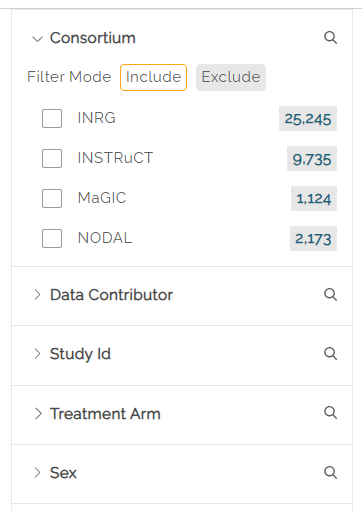 Consortium
Filter Mode Include Exclude
INRG 25,245
INSTRuCT 9,735
MaGIC 1,124
NODAL 2,173
Data Contributor
Study Id
Treatment Arm
Sex